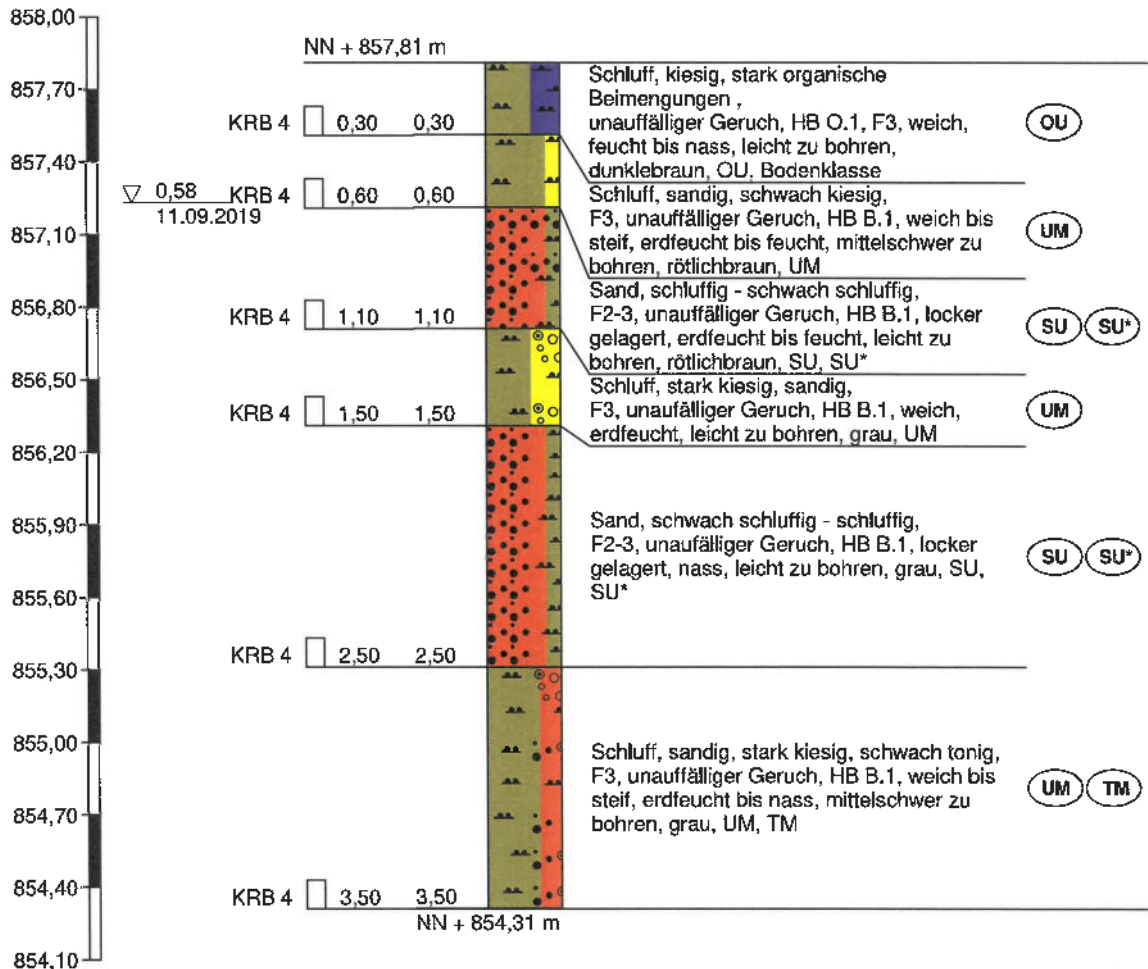 858,00
NN + 857,81 m
857,70
857,40
857,10
856,80
856,50
856,20
855,90
855,60
855,30
855,00
854,70
854,40
854,10
0,58
11.09.2019
KRB 4 0,30 0,30
Schluff, kiesig, stark organische
Beimengungen ,
unauffälliger Geruch, HB O.1, F3, weich,
feucht bis nass, leicht zu bohren,
dunklebraun, OU, Bodenklasse
OU
KRB 4 0,60 0,60
Schluff, sandig, schwach kiesig,
F3, unauffälliger Geruch, HB B.1, weich bis
steif, erdfeucht bis feucht, mittelschwer zu
bohren, rötlichbraun, UM
UM
KRB 4 1,10 1,10
Sand, schluffig - schwach schluffig,
F2-3, unauffälliger Geruch, HB B.1, locker
gelagert, erdfeucht bis feucht, leicht zu
bohren, rötlichbraun, SU, SU*
SU SU*
KRB 4 1,50 1,50
Schluff, stark kiesig, sandig,
F3, unaufälliger Geruch, HB B.1, weich,
erdfeucht, leicht zu bohren, grau, UM
UM
KRB 4 2,50 2,50
Sand, schwach schluffig - schluffig,
F2-3, unaufälliger Geruch, HB B.1, locker
gelagert, nass, leicht zu bohren, grau, SU,
SU*
SU SU*
KRB 4 3,50 3,50
Schluff, sandig, stark kiesig, schwach tonig,
F3, unauffälliger Geruch, HB B.1, weich bis
steif, erdfeucht bis nass, mittelschwer zu
bohren, grau, UM, TM
UM TM
NN + 854,31 m